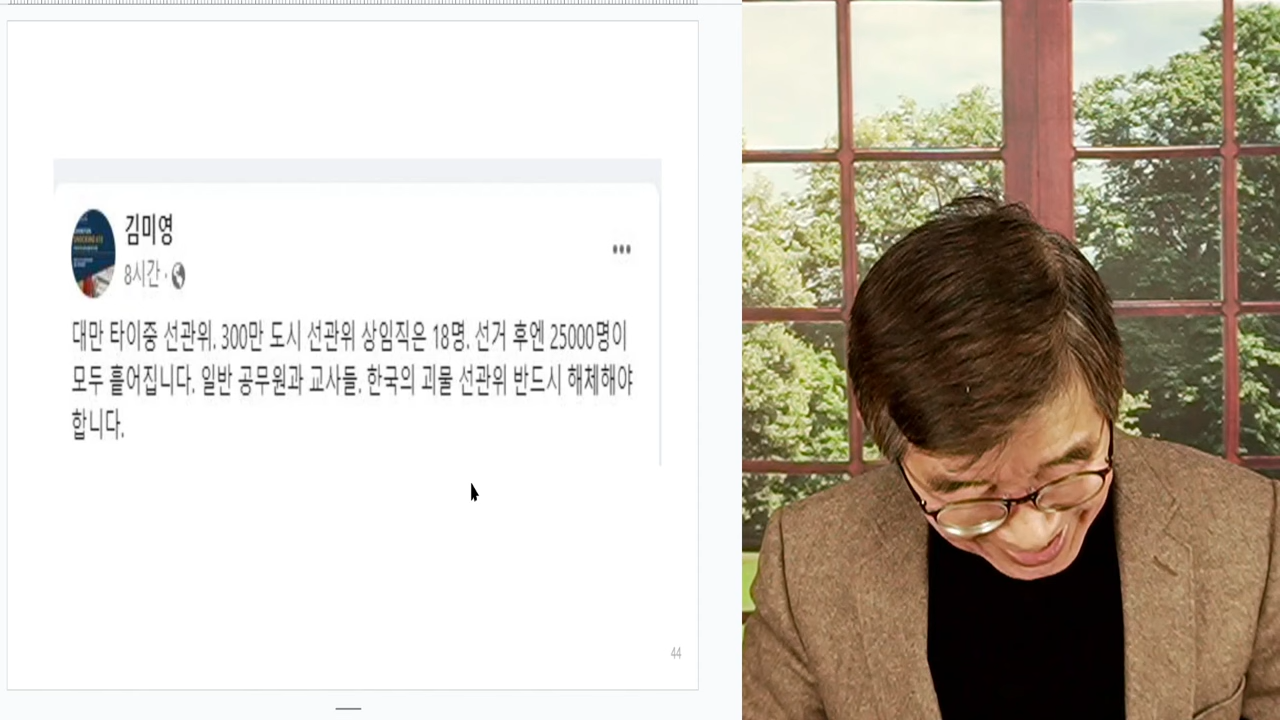 김미영
8시간 ·
대만 타이중 선관위. 300만 도시 선관위 상임직은 18명. 선거 후엔 25000명이
모두 흩어집니다. 일반 공무원과 교사들. 한국의 괴물 선관위 반드시 해체해야
합니다.
44